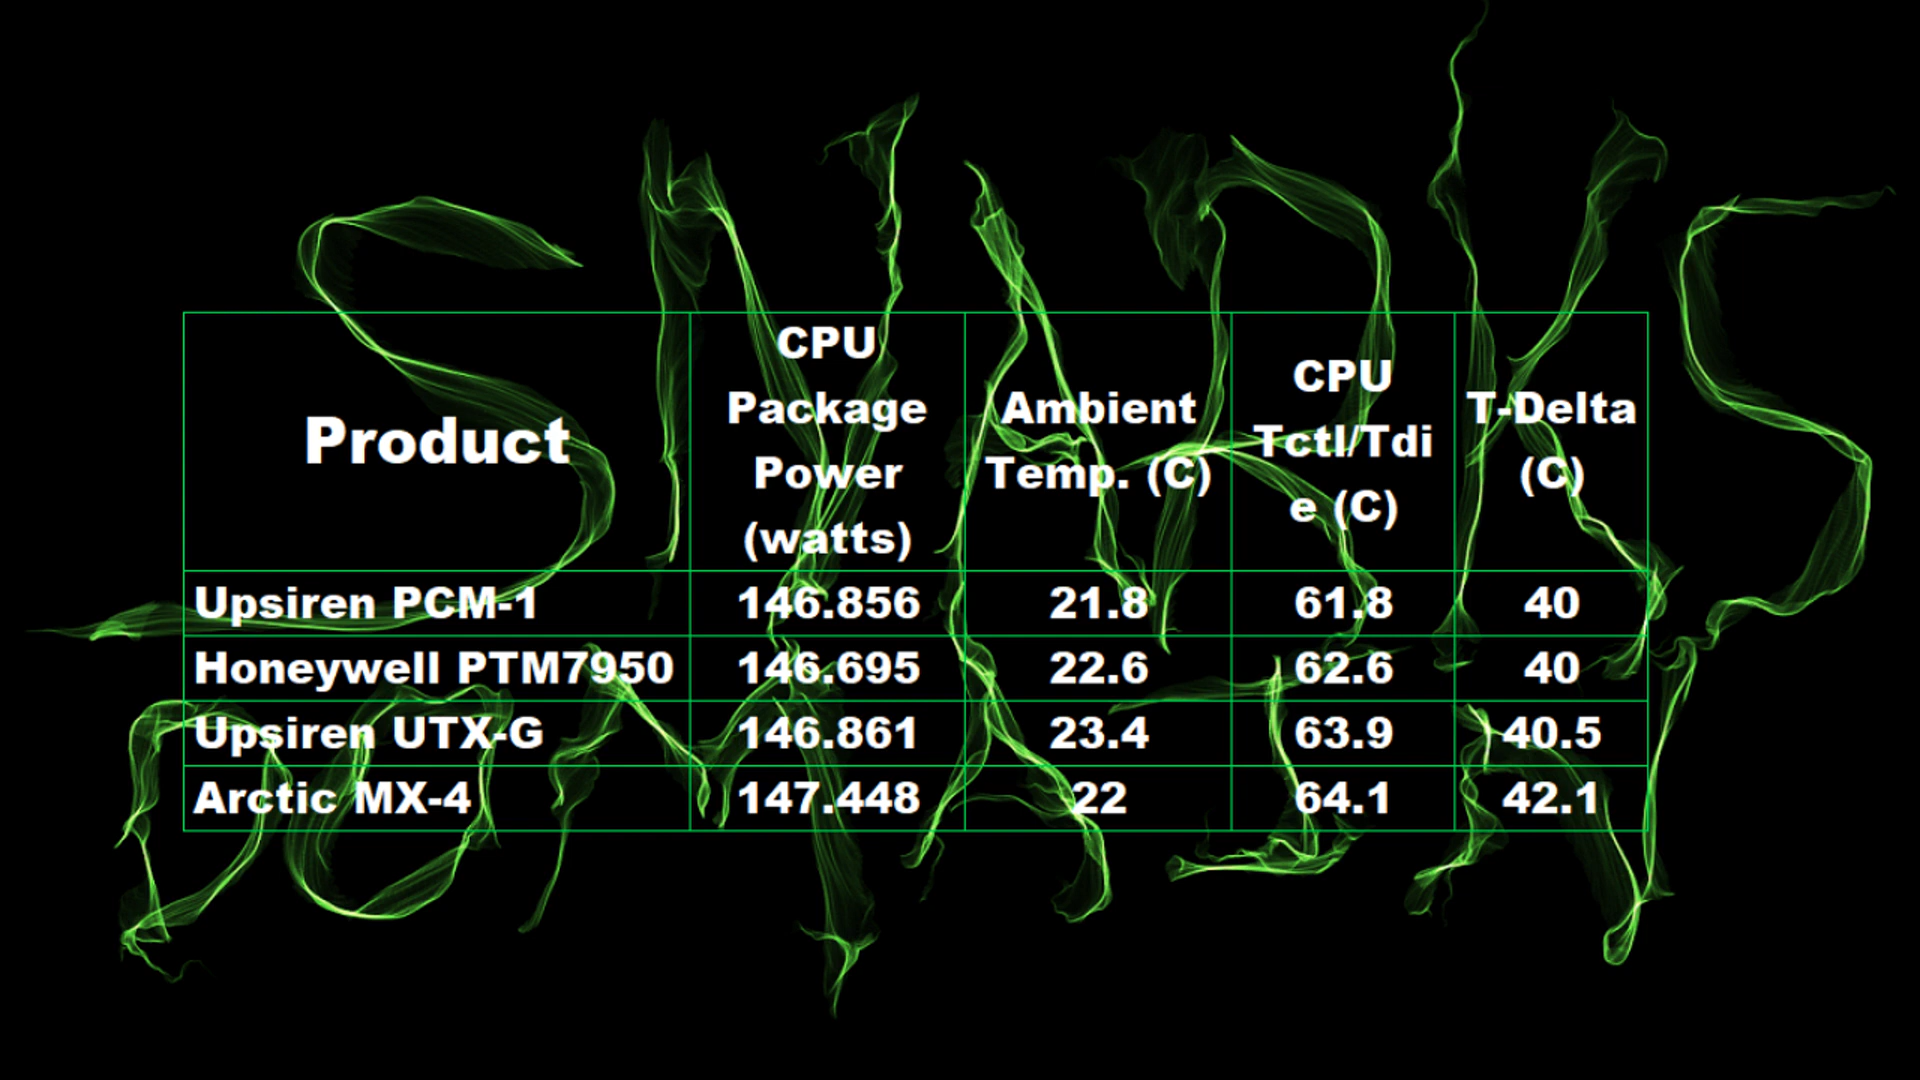 Product
CPU
Package
Power
(watts)
Ambient
Temp. (C)
CPU
Tctl/Tdi
e (C)
T-Delta
(C)
Upsiren PCM-1 146.856 21.8 61.8 40
Honeywell PTM7950 146.695 22.6 62.6 40
Upsiren UTX-G 146.861 23.4 63.9 40.5
Arctic MX-4 147.448 22 64.1 42.1